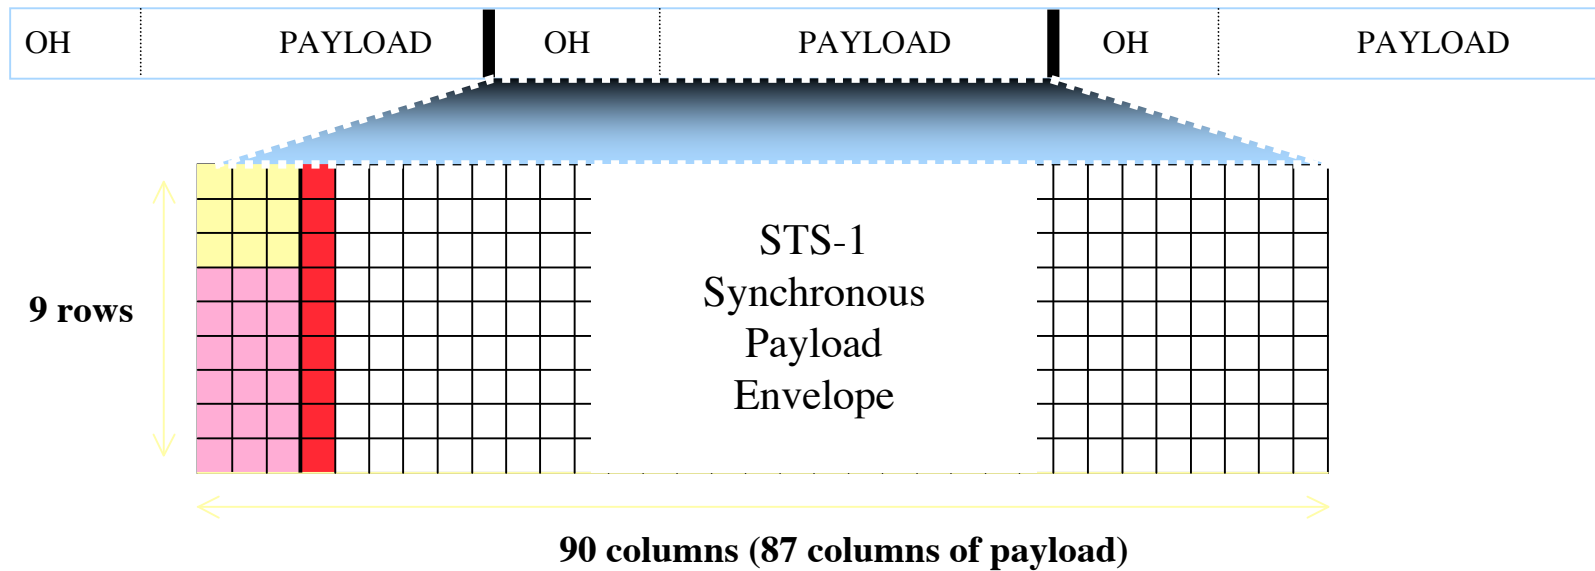 OH PAYLOAD OH PAYLOAD OH PAYLOAD
STS-1
Synchronous
Payload
Envelope
9 rows
90 columns (87 columns of payload)